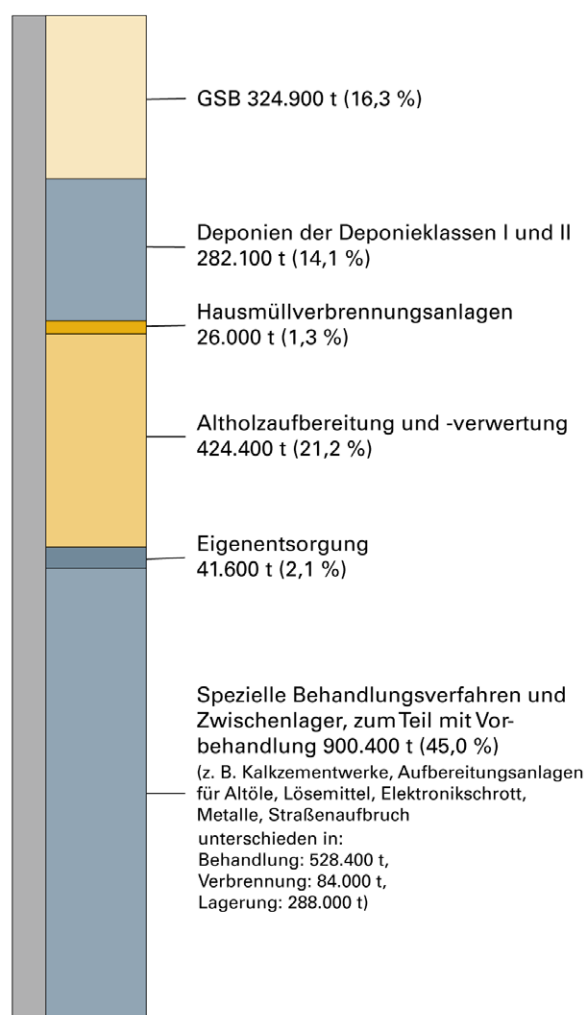 GSB 324.900 t (16,3 %)
Deponien der Deponieklassen I und II
282.100 t (14,1 %)
Hausmüllverbrennungsanlagen
26.000 t (1,3 %)
Altholzaufbereitung und -verwertung
424.400 t (21,2 %)
Eigenentsorgung
41.600 t (2,1 %)
Spezielle Behandlungsverfahren und
Zwischenlager, zum Teil mit Vor-
behandlung 900.400 t (45,0 %)
(z. B. Kalkzementwerke, Aufbereitungsanlagen
für Altöle, Lösemittel, Elektronikschrott,
Metalle, Straßenaufbruch
unterschieden in:
Behandlung: 528.400 t,
Verbrennung: 84.000 t,
Lagerung: 288.000 t)